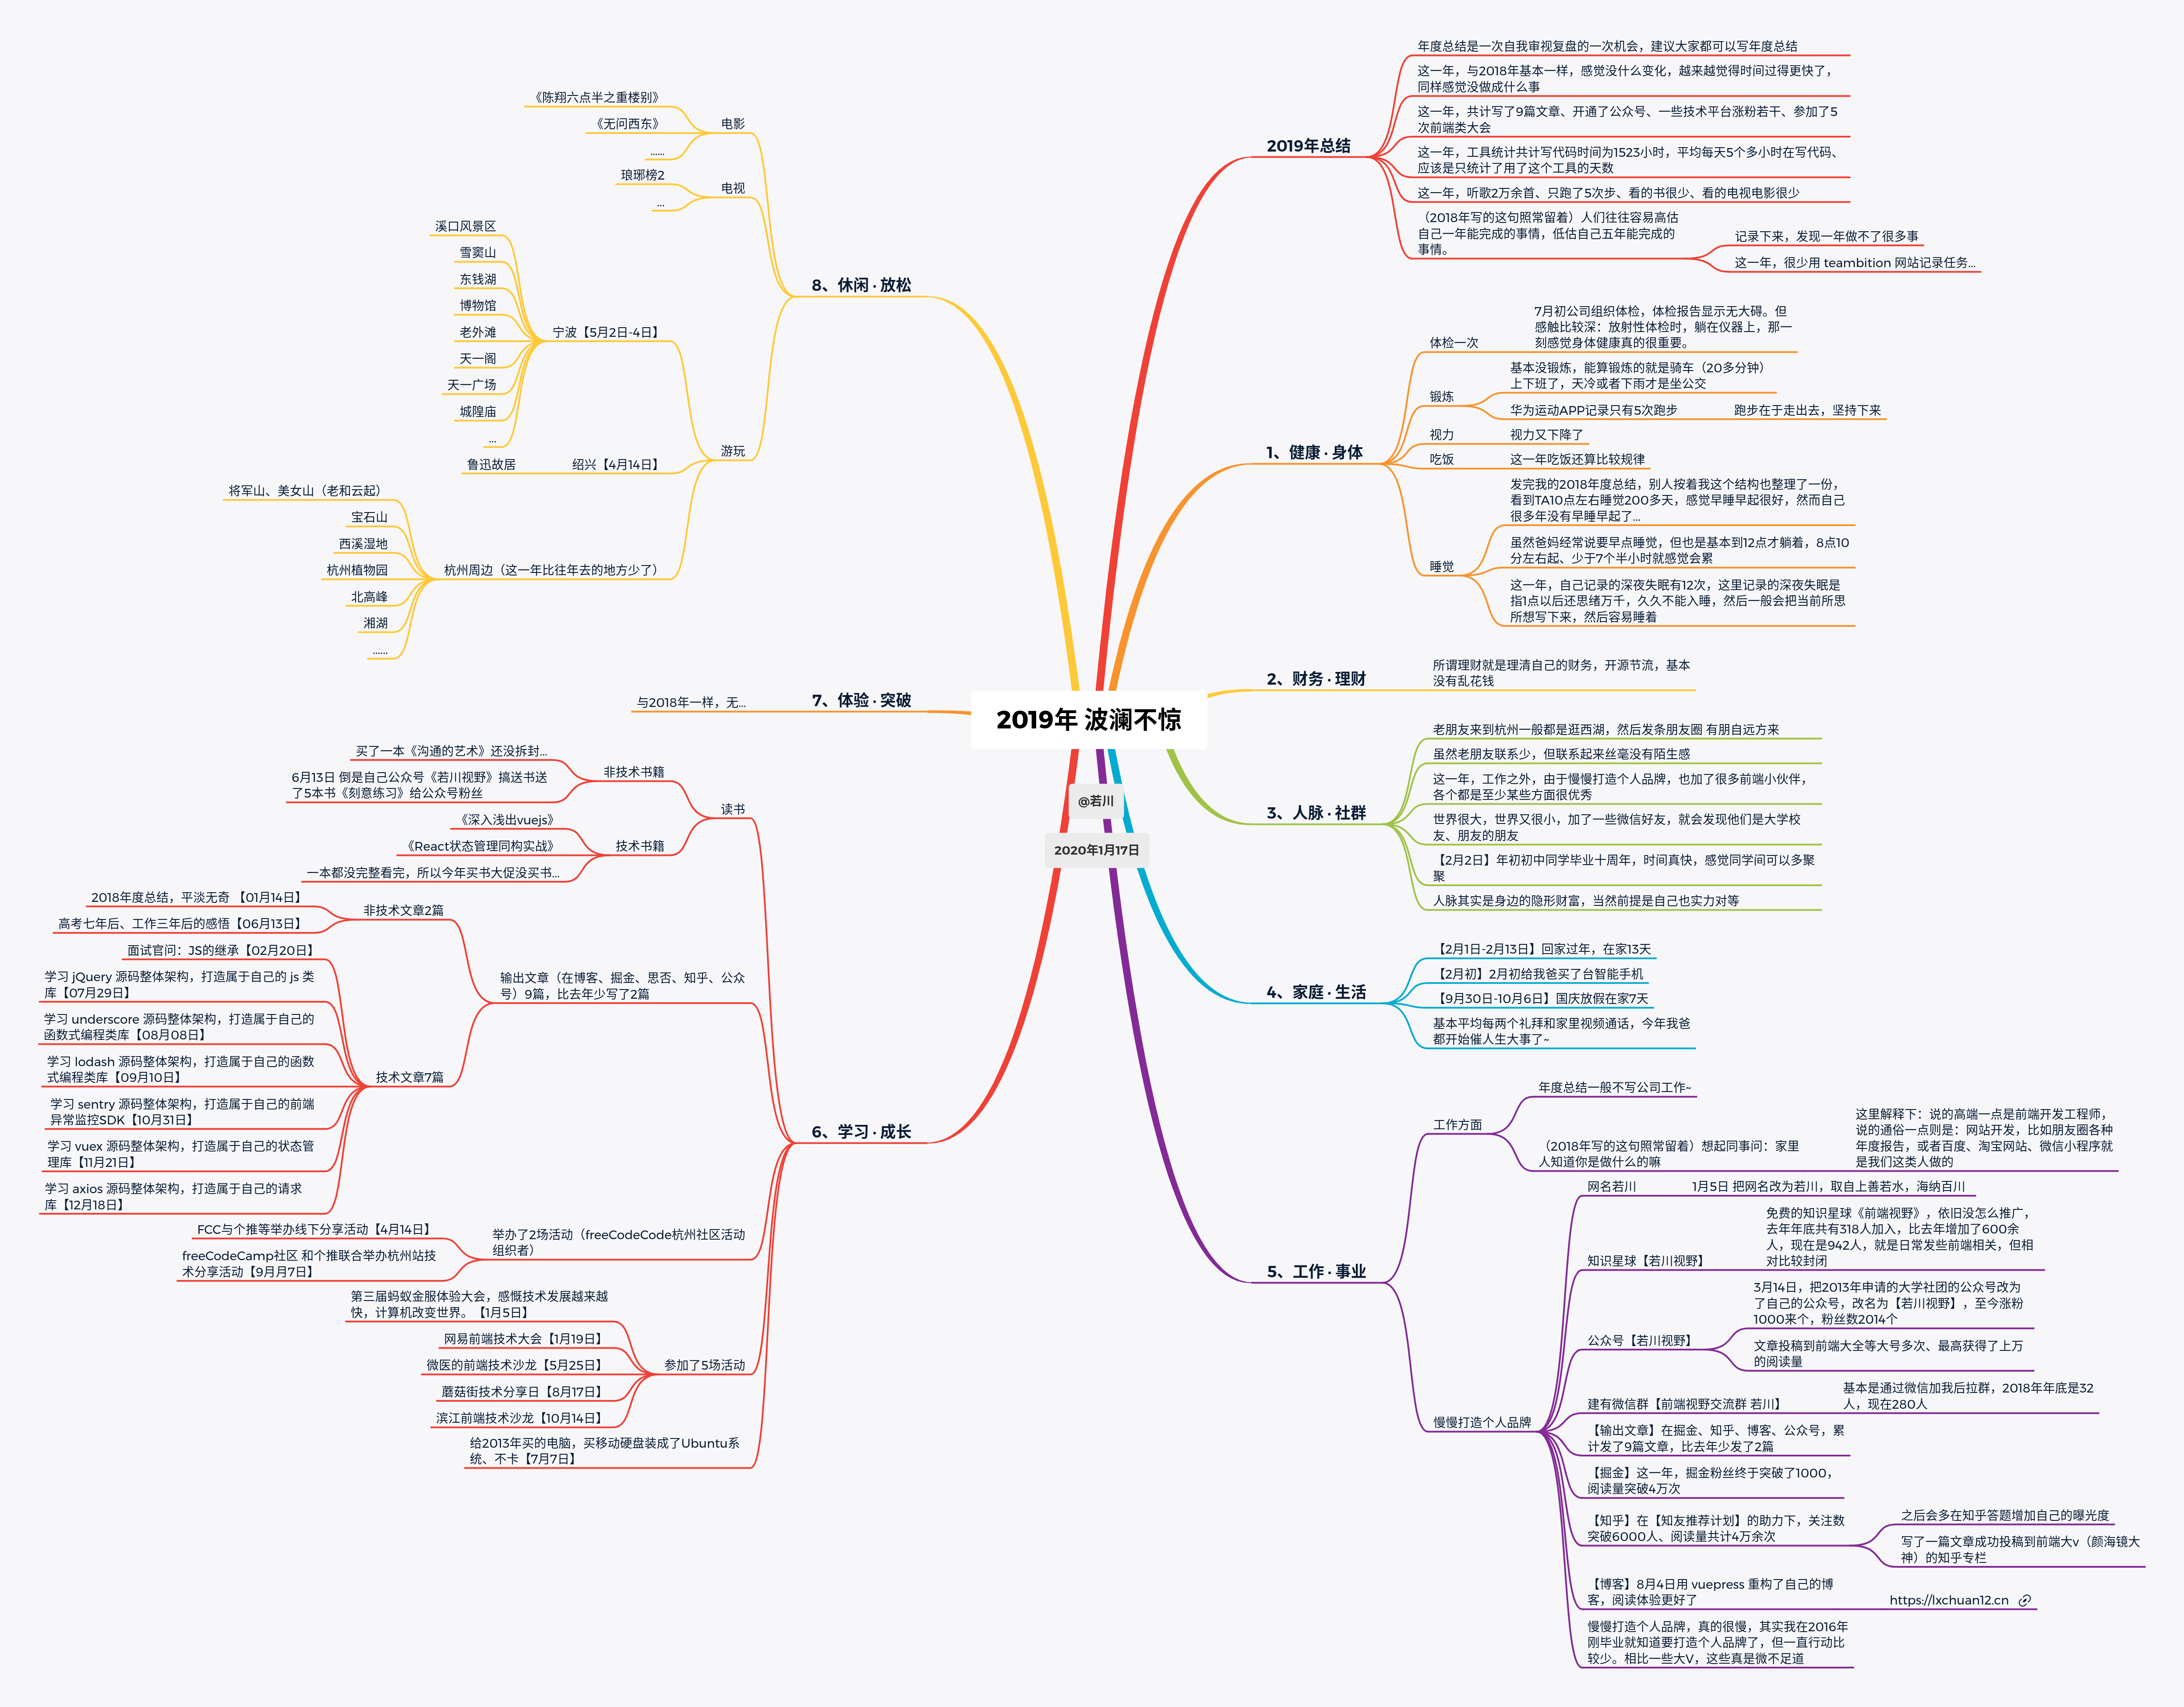 2019年 波澜不惊
@若川
2020年1月17日
2019年总结
年度总结是一次自我审视复盘的一次机会，建议大家都可以写年度总结
这一年，与2018年基本一样，感觉没什么变化，越来越觉得时间过得更快了，
同样感觉没做成什么事
这一年，共计写了9篇文章、开通了公众号、一些技术平台涨粉若干、参加了5
次前端类大会
这一年，工具统计共计写代码时间为1523小时，平均每天5个多小时在写代码、
应该是只统计了用了这个工具的天数
这一年，听歌2万余首、只跑了5次步、看的书很少、看的电视电影很少
（2018年写的这句照常留着）人们往往容易高估
自己一年能完成的事情，低估自己五年能完成的
事情。
记录下来，发现一年做不了很多事
这一年，很少用 teambition 网站记录任务...
1、健康 · 身体
体检一次
7月初公司组织体检，体检报告显示无大碍。但
感触比较深：放射性体检时，躺在仪器上，那一
刻感觉身体健康真的很重要。
锻炼
基本没锻炼，能算锻炼的就是骑车（20多分钟）
上下班了，天冷或者下雨才是坐公交
华为运动APP记录只有5次跑步
跑步在于走出去，坚持下来
视力
视力又下降了
吃饭
这一年吃饭还算比较规律
睡觉
发完我的2018年度总结，别人按着我这个结构也整理了一份，
看到TA10点左右睡觉200多天，感觉早睡早起很好，然而自己
很多年没有早睡早起了...
虽然爸妈经常说要早点睡觉，但也是基本到12点才躺着，8点10
分左右起、少于7个半小时就感觉会累
这一年，自己记录的深夜失眠有12次，这里记录的深夜失眠是
指1点以后还思绪万千，久久不能入睡，然后一般会把当前所思
所想写下来，然后容易睡着
2、财务 · 理财
所谓理财就是理清自己的财务，开源节流，基本
没有乱花钱
3、人脉 · 社群
老朋友来到杭州一般都是逛西湖，然后发条朋友圈 有朋自远方来
虽然老朋友联系少，但联系起来丝毫没有陌生感
这一年，工作之外，由于慢慢打造个人品牌，也加了很多前端小伙伴，
各个都是至少某些方面很优秀
世界很大，世界又很小，加了一些微信好友，就会发现他们是大学校
友、朋友的朋友
【2月2日】年初初中同学毕业十周年，时间真快，感觉同学间可以多聚
聚
人脉其实是身边的隐形财富，当然前提是自己也实力对等
4、家庭 · 生活
【2月1日-2月13日】回家过年，在家13天
【2月初】2月初给我爸买了台智能手机
【9月30日-10月6日】国庆放假在家7天
基本平均每两个礼拜和家里视频通话，今年我爸
都开始催人生大事了~
5、工作 · 事业
工作方面
年度总结一般不写公司工作~
（2018年写的这句照常留着）想起同事问：家里
人知道你是做什么的嘛
这里解释下：说的高端一点是前端开发工程师，
说的通俗一点则是：网站开发，比如朋友圈各种
年度报告，或者百度、淘宝网站、微信小程序就
是我们这类人做的
慢慢打造个人品牌
网名若川
1月5日 把网名改为若川，取自上善若水，海纳百川
知识星球【若川视野】
免费的知识星球《前端视野》，依旧没怎么推广，
去年年底共有318人加入，比去年增加了600余
人，现在是942人，就是日常发些前端相关，但相
对比较封闭
公众号【若川视野】
3月14日，把2013年申请的大学社团的公众号改为
了自己的公众号，改名为【若川视野】，至今涨粉
1000来个，粉丝数2014个
文章投稿到前端大全等大号多次、最高获得了上万
的阅读量
建有微信群【前端视野交流群 若川】
基本是通过微信加我后拉群，2018年年底是32
人，现在280人
【输出文章】在掘金、知乎、博客、公众号，累
计发了9篇文章，比去年少发了2篇
【掘金】这一年，掘金粉丝终于突破了1000，
阅读量突破4万次
【知乎】在【知友推荐计划】的助力下，关注数
突破6000人、阅读量共计4万余次
之后会多在知乎答题增加自己的曝光度
写了一篇文章成功投稿到前端大v（颜海镜大
神）的知乎专栏
【博客】8月4日用 vuepress 重构了自己的博
客，阅读体验更好了
https://lxchuan12.cn
慢慢打造个人品牌，真的很慢，其实我在2016年
刚毕业就知道要打造个人品牌了，但一直行动比
较少。相比一些大V，这些真是微不足道
6、学习 · 成长
读书
非技术书籍
买了一本《沟通的艺术》还没拆封...
6月13日 倒是自己公众号《若川视野》搞送书送
了5本书《刻意练习》给公众号粉丝
技术书籍
《深入浅出vuejs》
《React状态管理同构实战》
一本都没完整看完，所以今年买书大促没买书...
输出文章（在博客、掘金、思否、知乎、公众
号）9篇，比去年少写了2篇
非技术文章2篇
2018年度总结，平淡无奇 【01月14日】
高考七年后、工作三年后的感悟【06月13日】
技术文章7篇
面试官问：JS的继承【02月20日】
学习 jQuery 源码整体架构，打造属于自己的 js 类
库【07月29日】
学习 underscore 源码整体架构，打造属于自己的
函数式编程类库【08月08日】
学习 lodash 源码整体架构，打造属于自己的函数
式编程类库【09月10日】
学习 sentry 源码整体架构，打造属于自己的前端
异常监控SDK【10月31日】
学习 vuex 源码整体架构，打造属于自己的状态管
理库【11月21日】
学习 axios 源码整体架构，打造属于自己的请求
库【12月18日】
举办了2场活动（freeCodeCode杭州社区活动
组织者）
FCC与个推等举办线下分享活动【4月14日】
freeCodeCamp社区 和个推联合举办杭州站技
术分享活动【9月月7日】
参加了5场活动
第三届蚂蚁金服体验大会，感慨技术发展越来越
快，计算机改变世界。【1月5日】
网易前端技术大会【1月19日】
微医的前端技术沙龙【5月25日】
蘑菇街技术分享日【8月17日】
滨江前端技术沙龙【10月14日】
给2013年买的电脑，买移动硬盘装成了Ubuntu系
统、不卡【7月7日】
7、体验 · 突破
与2018年一样，无...
8、休闲 · 放松
电影
《陈翔六点半之重楼别》
《无问西东》
......
电视
琅琊榜2
...
游玩
宁波【5月2日-4日】
溪口风景区
雪窦山
东钱湖
博物馆
老外滩
天一阁
天一广场
城隍庙
...
绍兴【4月14日】
鲁迅故居
杭州周边（这一年比往年去的地方少了）
将军山、美女山（老和云起）
宝石山
西溪湿地
杭州植物园
北高峰
湘湖
......